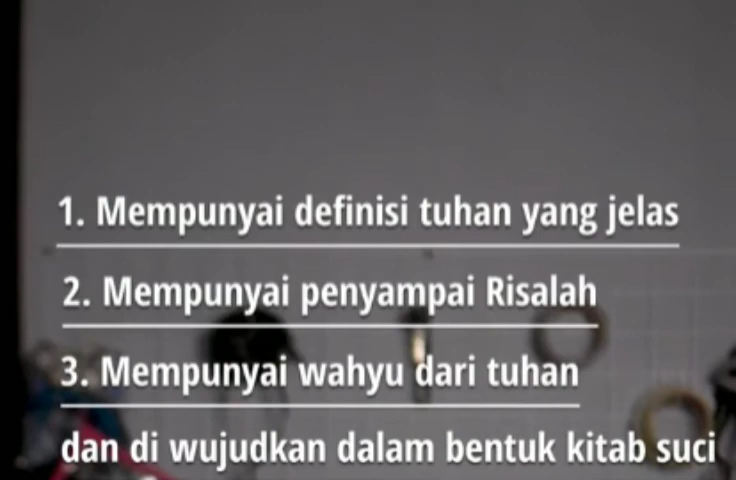 1. Mempunyai definisi tuhan yang jelas
2. Mempunyai penyampai Risalah
3. Mempunyai wahyu dari tuhan
dan di wujudkan dalam bentuk kitab suci